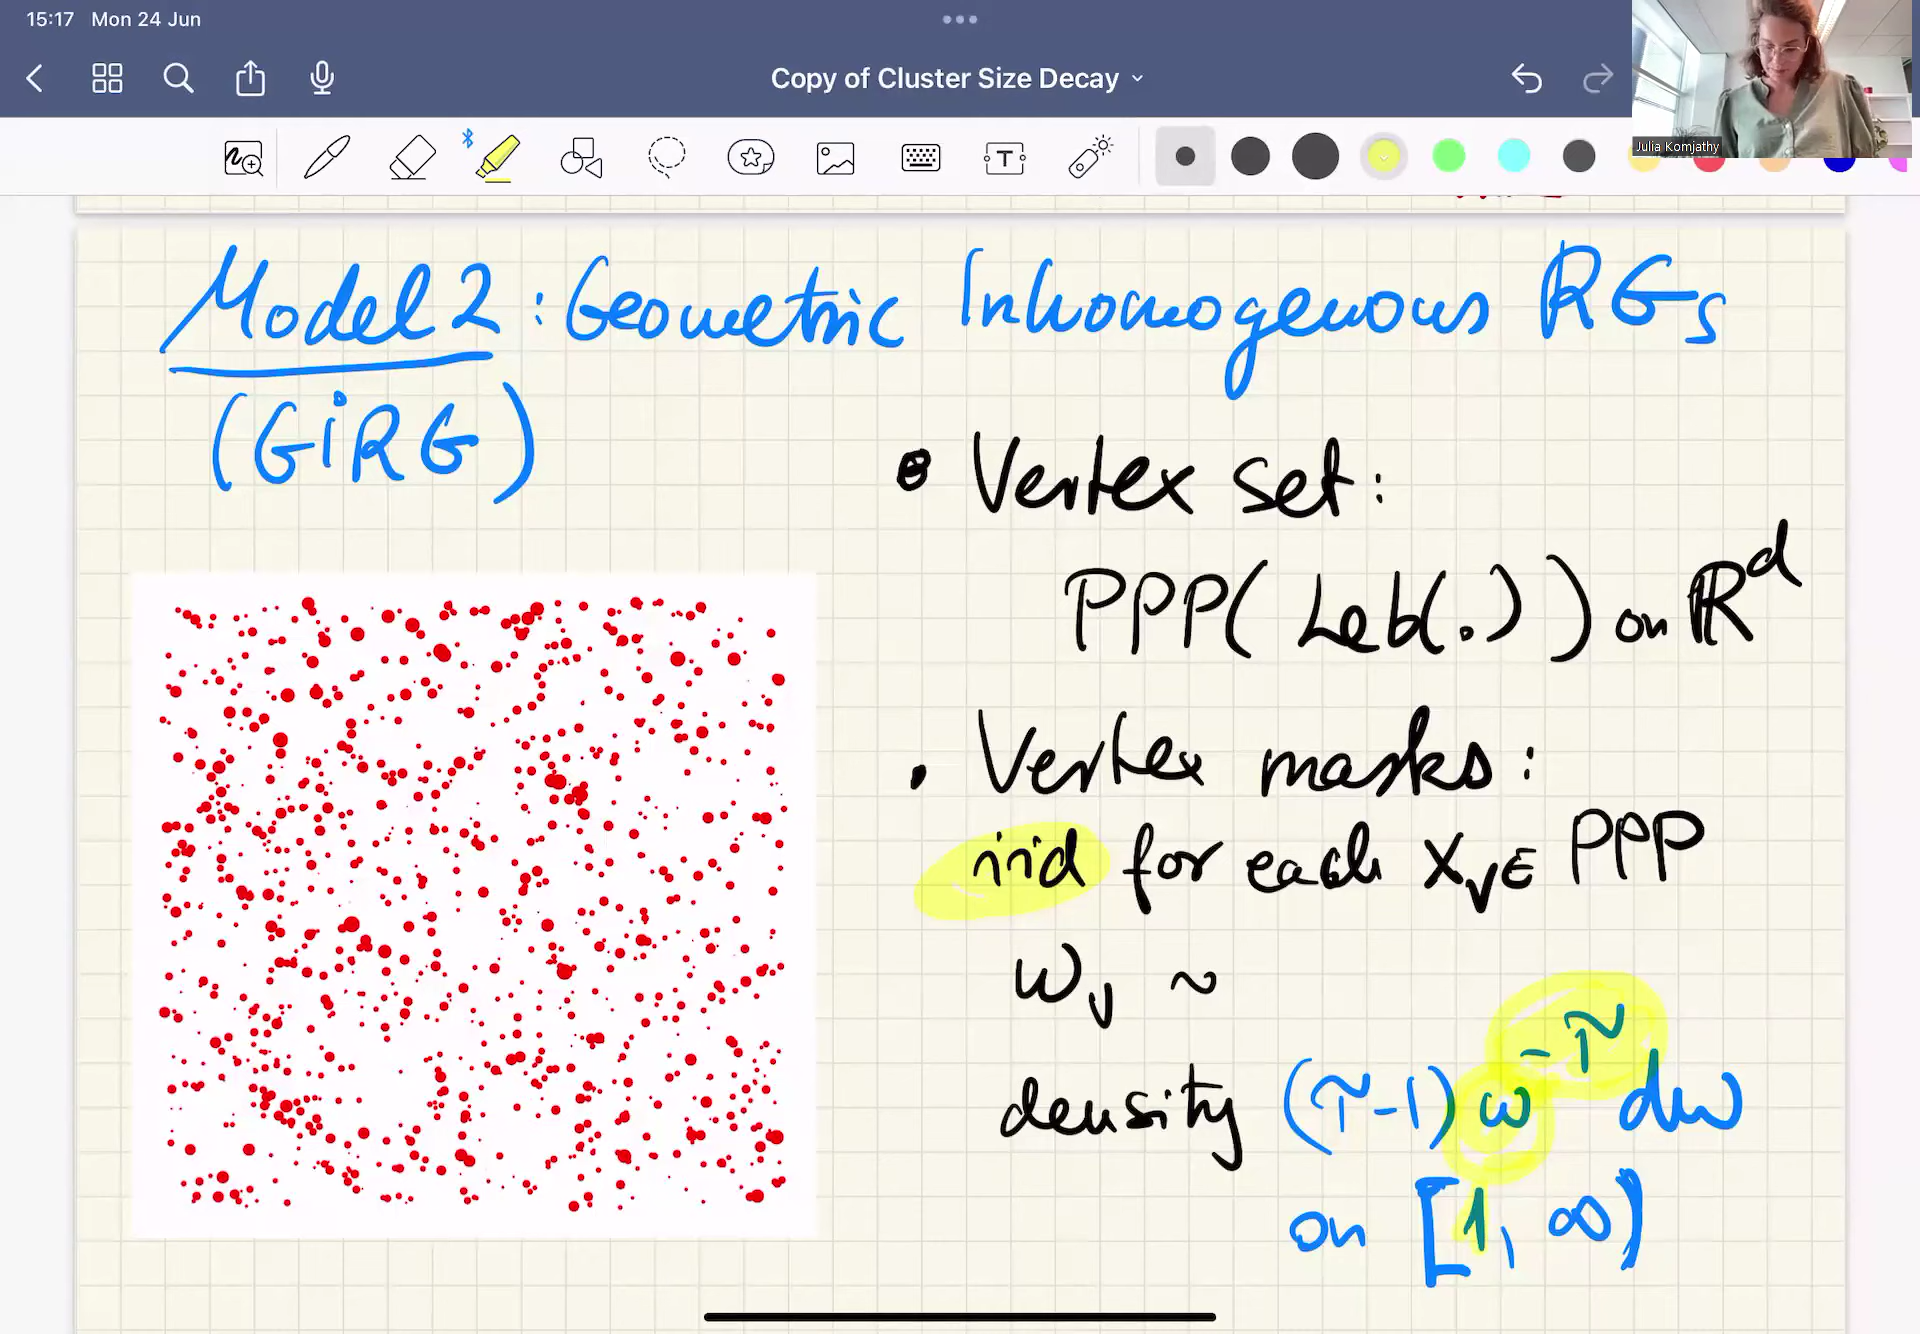 15:17 Mon 24 Jun
Copy of Cluster Size Decay
Julia Komjathy
Model 2: Geometric Inhomogenous RGs
(GiRG)
• Vertex set:
PPP(Leb(.)) on ℝ^d
• Vertex marks:
iid for each x_v ∈ PPP
w_v ~
density (τ-1) w^-τ dw
on [1, ∞)